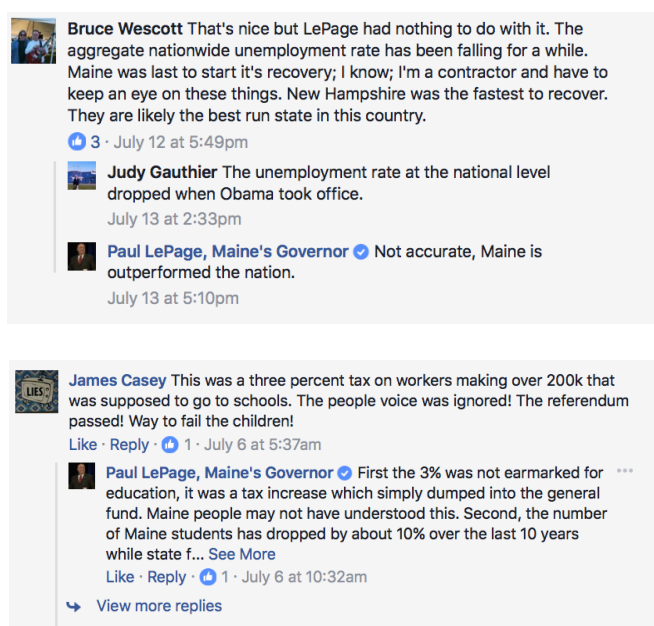 Bruce Wescott That's nice but LePage had nothing to do with it. The
aggregate nationwide unemployment rate has been falling for a while.
Maine was last to start it's recovery; I know; I'm a contractor and have to
keep an eye on these things. New Hampshire was the fastest to recover.
They are likely the best run state in this country.
3 · July 12 at 5:49pm
Judy Gauthier The unemployment rate at the national level
dropped when Obama took office.
July 13 at 2:33pm
Paul LePage, Maine's Governor Not accurate, Maine is
outperformed the nation.
July 13 at 5:10pm
LIES
James Casey This was a three percent tax on workers making over 200k that
was supposed to go to schools. The people voice was ignored! The referendum
passed! Way to fail the children!
Like · Reply · 1 · July 6 at 5:37am
Paul LePage, Maine's Governor First the 3% was not earmarked for
education, it was a tax increase which simply dumped into the general
fund. Maine people may not have understood this. Second, the number
of Maine students has dropped by about 10% over the last 10 years
while state f... See More
Like · Reply · 1 · July 6 at 10:32am
View more replies